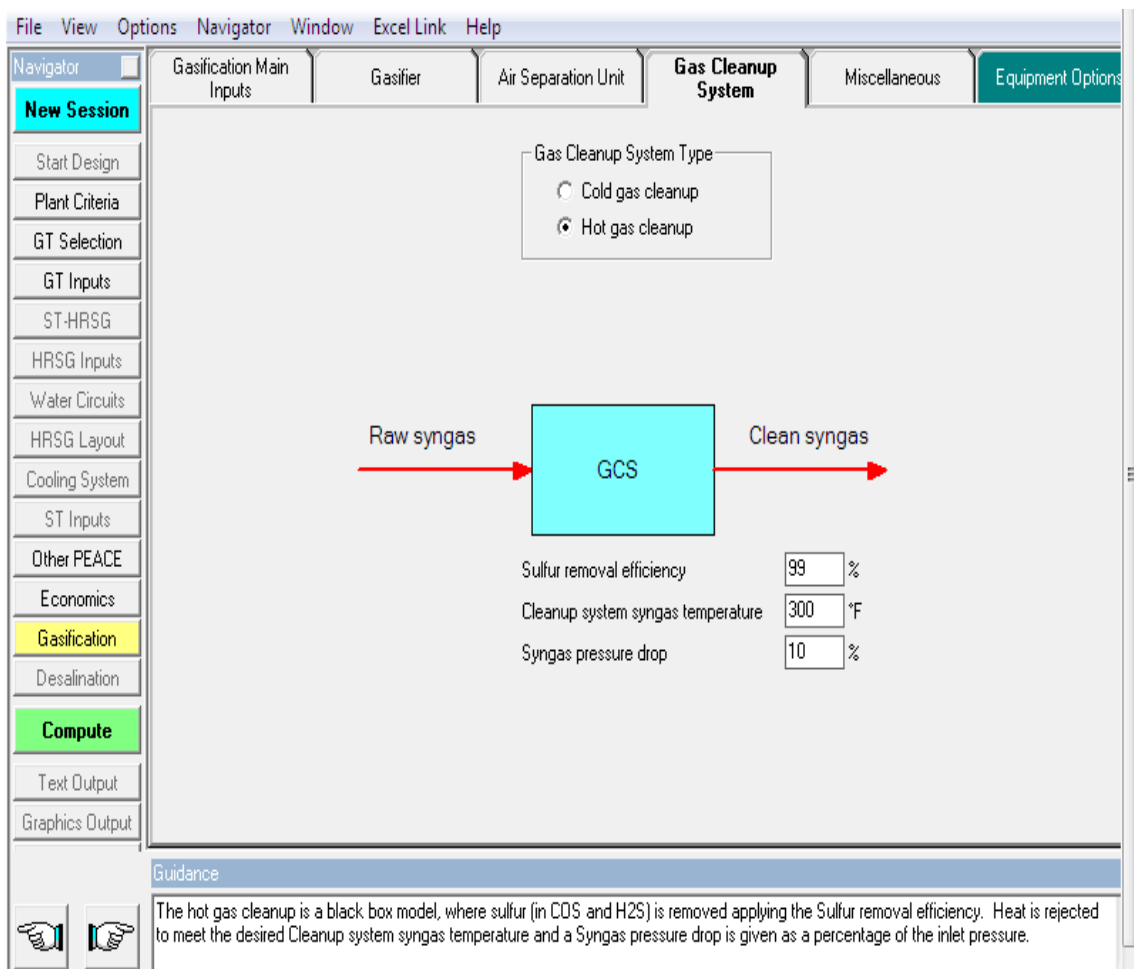 File View Options Navigator Window Excel Link Help
Navigator
New Session
Start Design
Plant Criteria
GT Selection
GT Inputs
ST-HRSG
HRSG Inputs
Water Circuits
HRSG Layout
Cooling System
ST Inputs
Other PEACE
Economics
Gasification
Desalination
Compute
Text Output
Graphics Output
Gasification Main
Inputs
Gasifier
Air Separation Unit
Gas Cleanup
System
Miscellaneous
Equipment Options
Gas Cleanup System Type
Cold gas cleanup
Hot gas cleanup
Raw syngas
GCS
Clean syngas
Sulfur removal efficiency 99 %
Cleanup system syngas temperature 300 °F
Syngas pressure drop 10 %
Guidance
The hot gas cleanup is a black box model, where sulfur (in COS and H2S) is removed applying the Sulfur removal efficiency. Heat is rejected
to meet the desired Cleanup system syngas temperature and a Syngas pressure drop is given as a percentage of the inlet pressure.